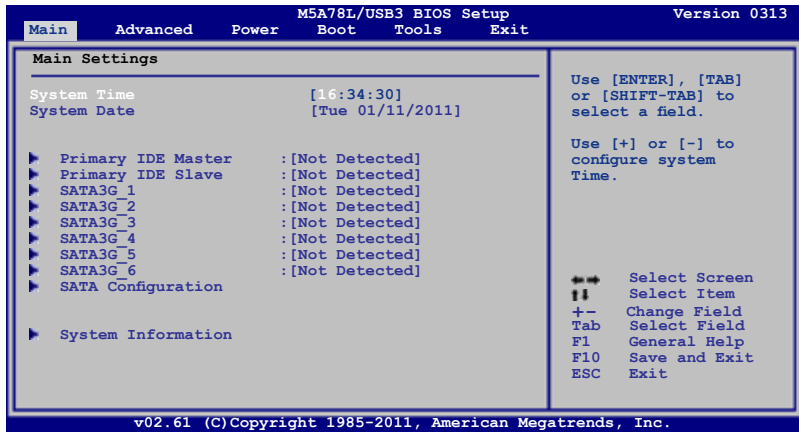 M5A78L/USB3 BIOS Setup Version 0313
Main Advanced Power Boot Tools Exit
Main Settings
System Time [16:34:30]
System Date [Tue 01/11/2011]
Primary IDE Master :[Not Detected]
Primary IDE Slave :[Not Detected]
SATA3G_1 :[Not Detected]
SATA3G_2 :[Not Detected]
SATA3G_3 :[Not Detected]
SATA3G_4 :[Not Detected]
SATA3G_5 :[Not Detected]
SATA3G_6 :[Not Detected]
SATA Configuration
System Information
Use [ENTER], [TAB]
or [SHIFT-TAB] to
select a field.
Use [+] or [-] to
configure system
Time.
Select Screen
Select Item
+- Change Field
Tab Select Field
F1 General Help
F10 Save and Exit
ESC Exit
v02.61 (C)Copyright 1985-2011, American Megatrends, Inc.